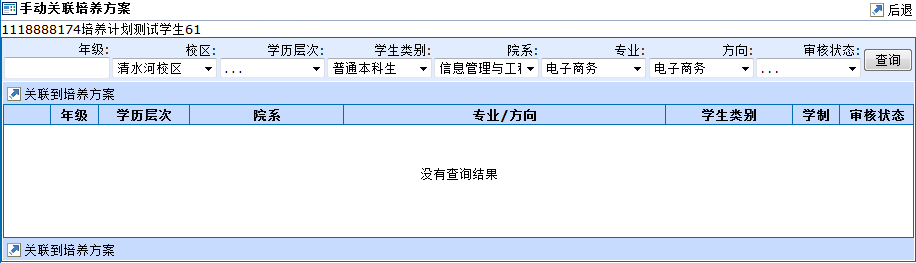 手动关联培养方案 后退
1118888174培养计划测试学生61
年级: 校区: 学历层次: 学生类别: 院系: 专业: 方向: 审核状态:
清水河校区 ... 普通本科生 信息管理与工程 电子商务 电子商务 ... 查询
关联到培养方案
年级 学历层次 院系 专业/方向 学生类别 学制 审核状态
没有查询结果
关联到培养方案